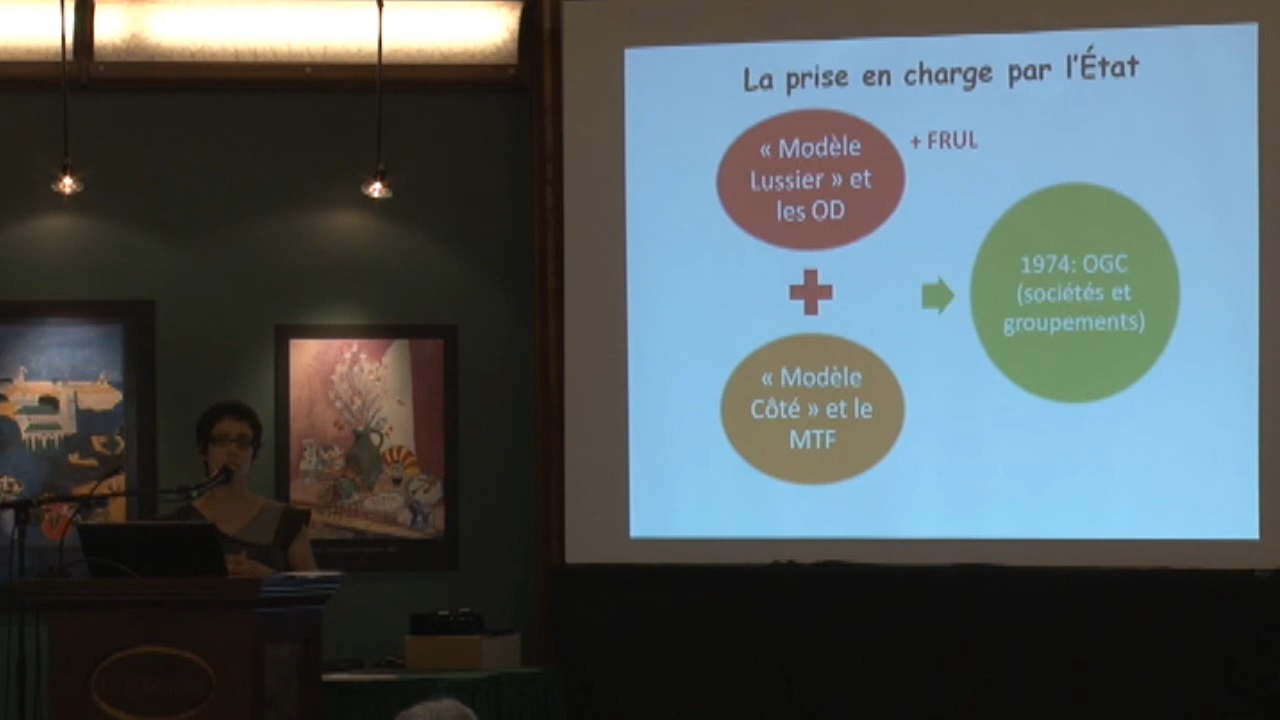 La prise en charge par l'État
« Modèle
Lussier » et
les OD
+ FRUL
1974: OGC
(sociétés et
groupements)
« Modèle
Côté » et le
MTF